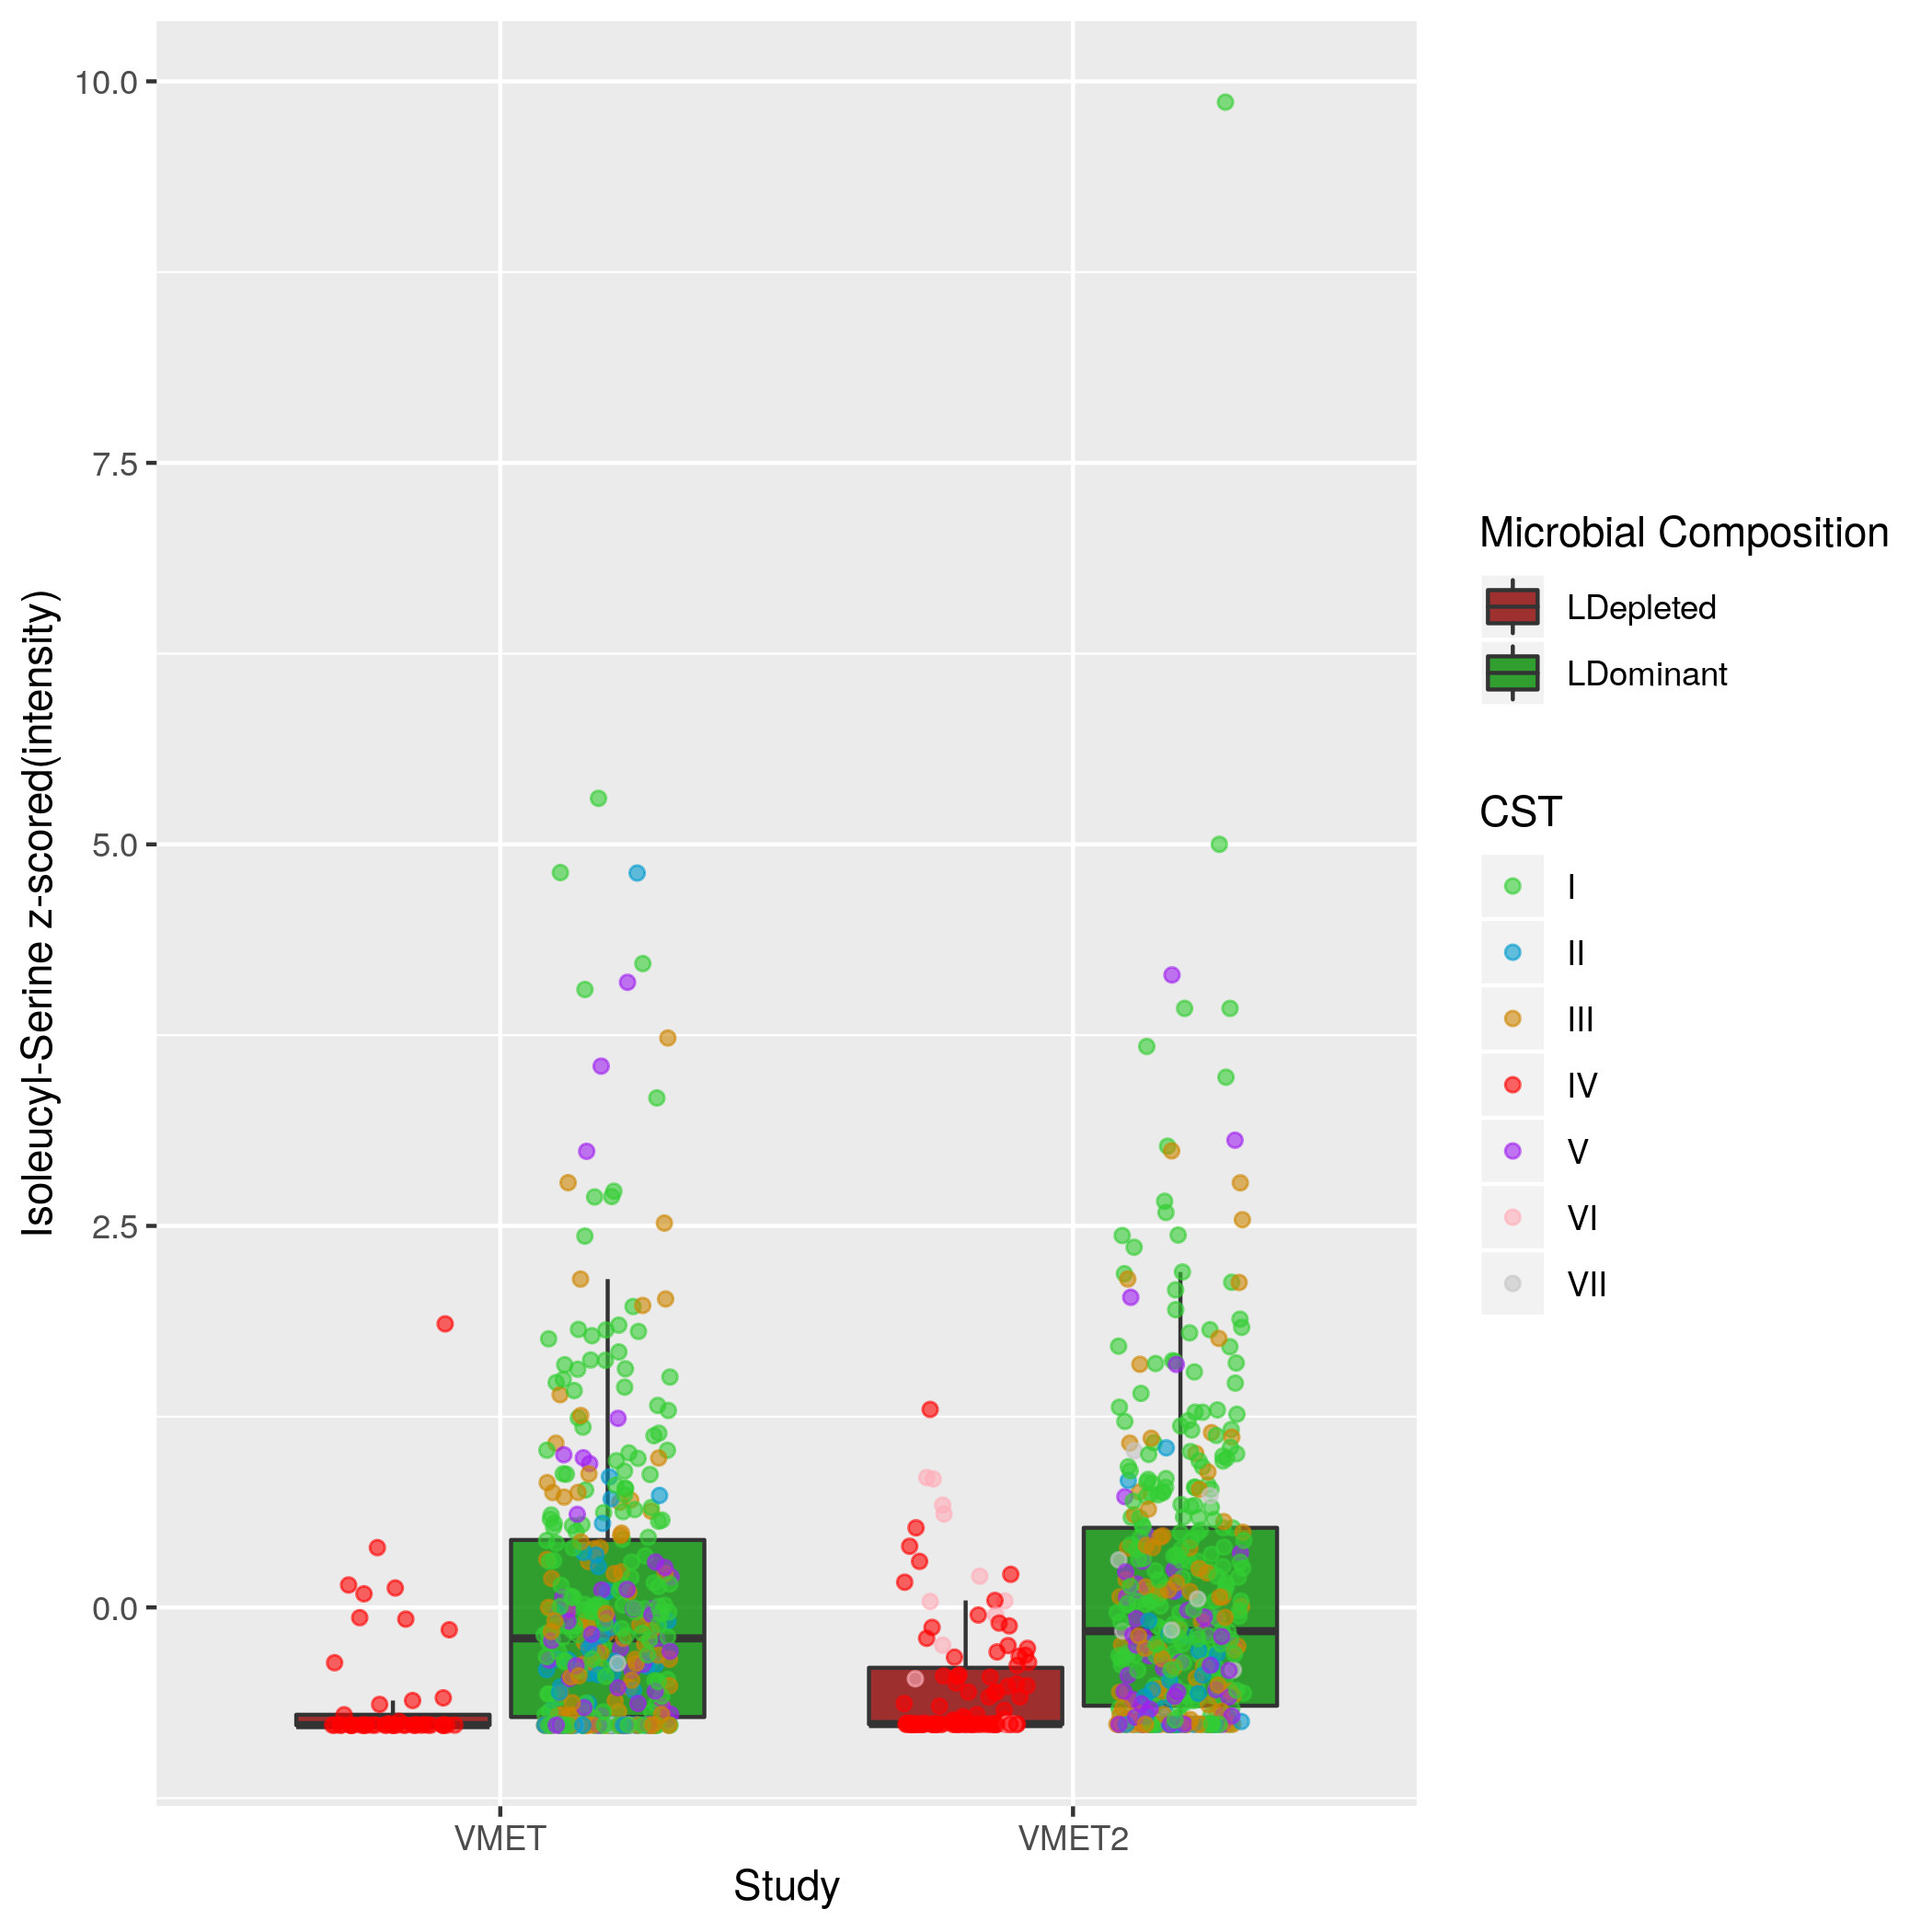 10.0
7.5
5.0
2.5
0.0
Isoleucyl-Serine z-scored(intensity)
VMET
VMET2
Study
Microbial Composition
LDepleted
LDominant
CST
I
II
III
IV
V
VI
VII